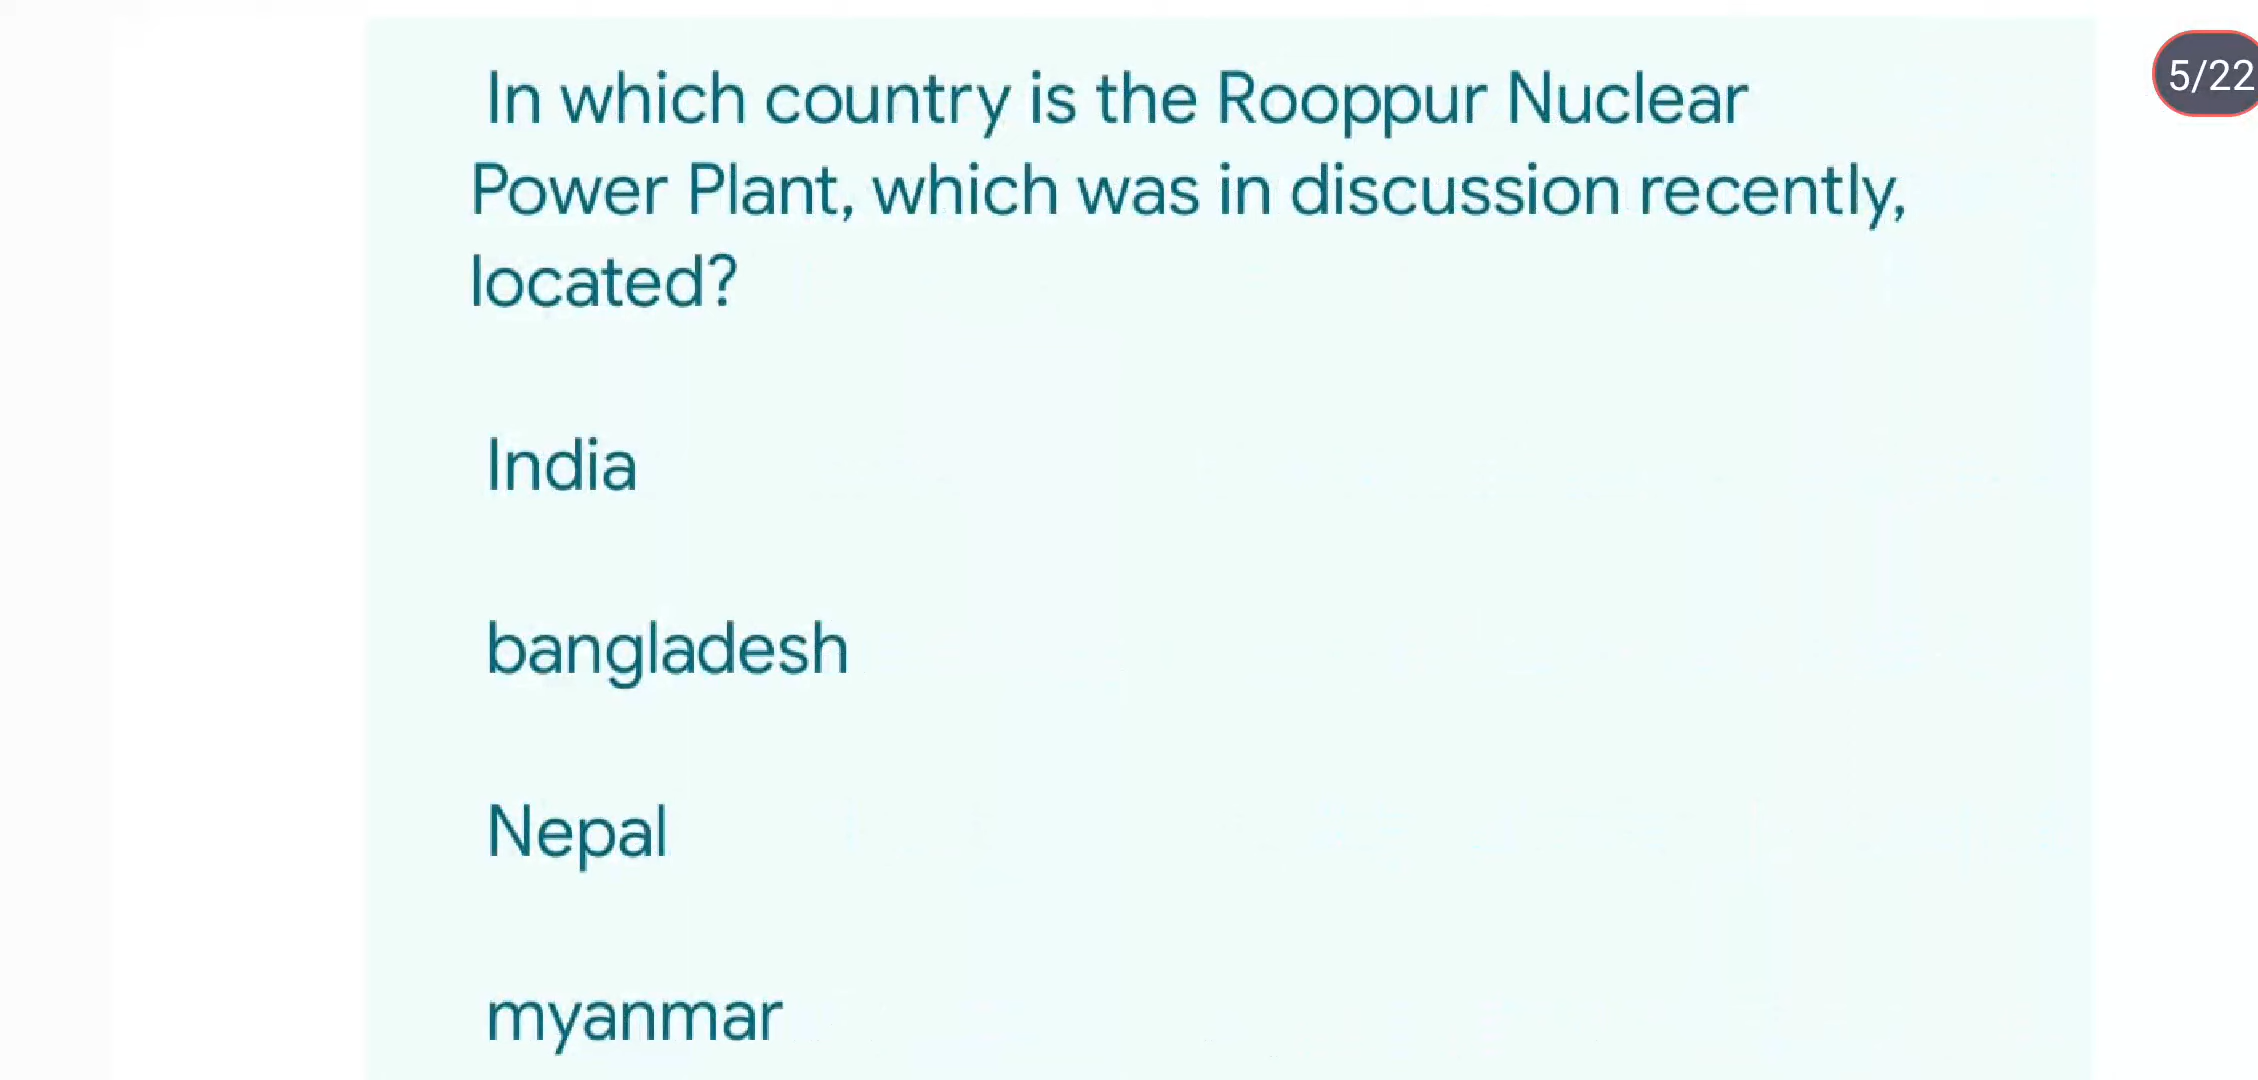 In which country is the Rooppur Nuclear
Power Plant, which was in discussion recently,
located?
India
bangladesh
Nepal
myanmar
5/22